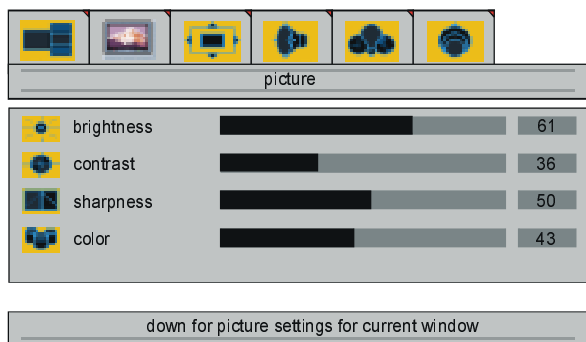 picture
brightness 61
contrast 36
sharpness 50
color 43
down for picture settings for current window